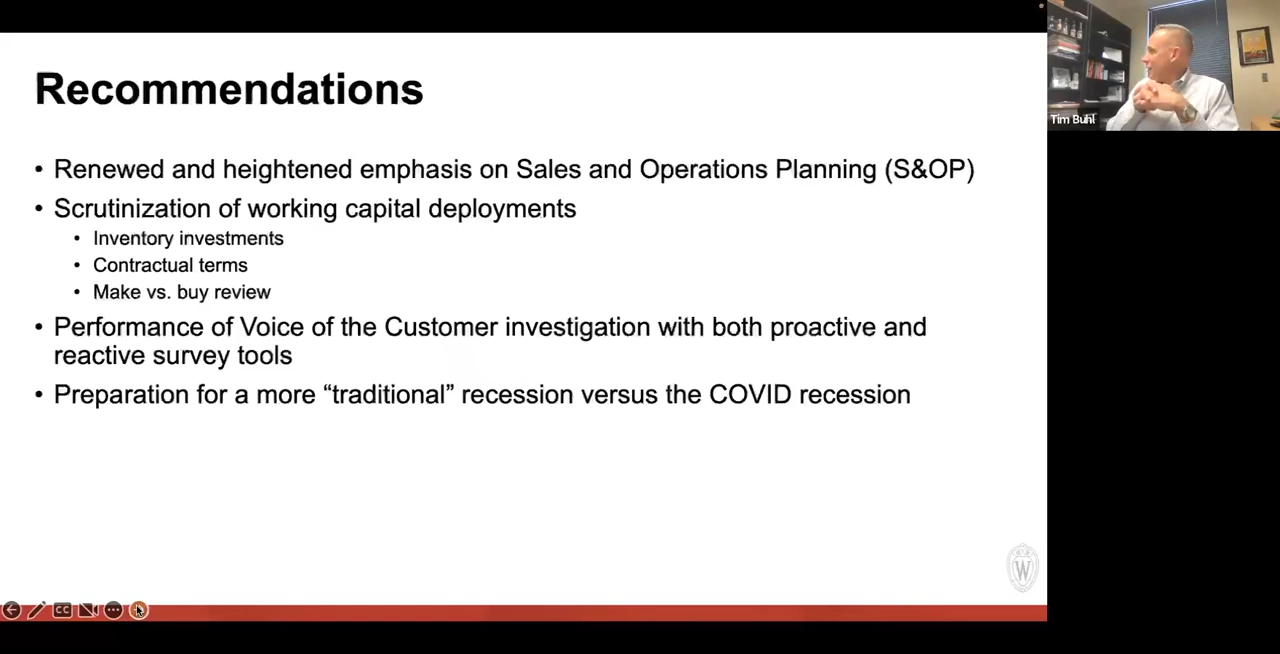 Recommendations
• Renewed and heightened emphasis on Sales and Operations Planning (S&OP)
• Scrutinization of working capital deployments
• Inventory investments
• Contractual terms
• Make vs. buy review
• Performance of Voice of the Customer investigation with both proactive and
reactive survey tools
• Preparation for a more “traditional” recession versus the COVID recession
Tim Buhl
W
CC